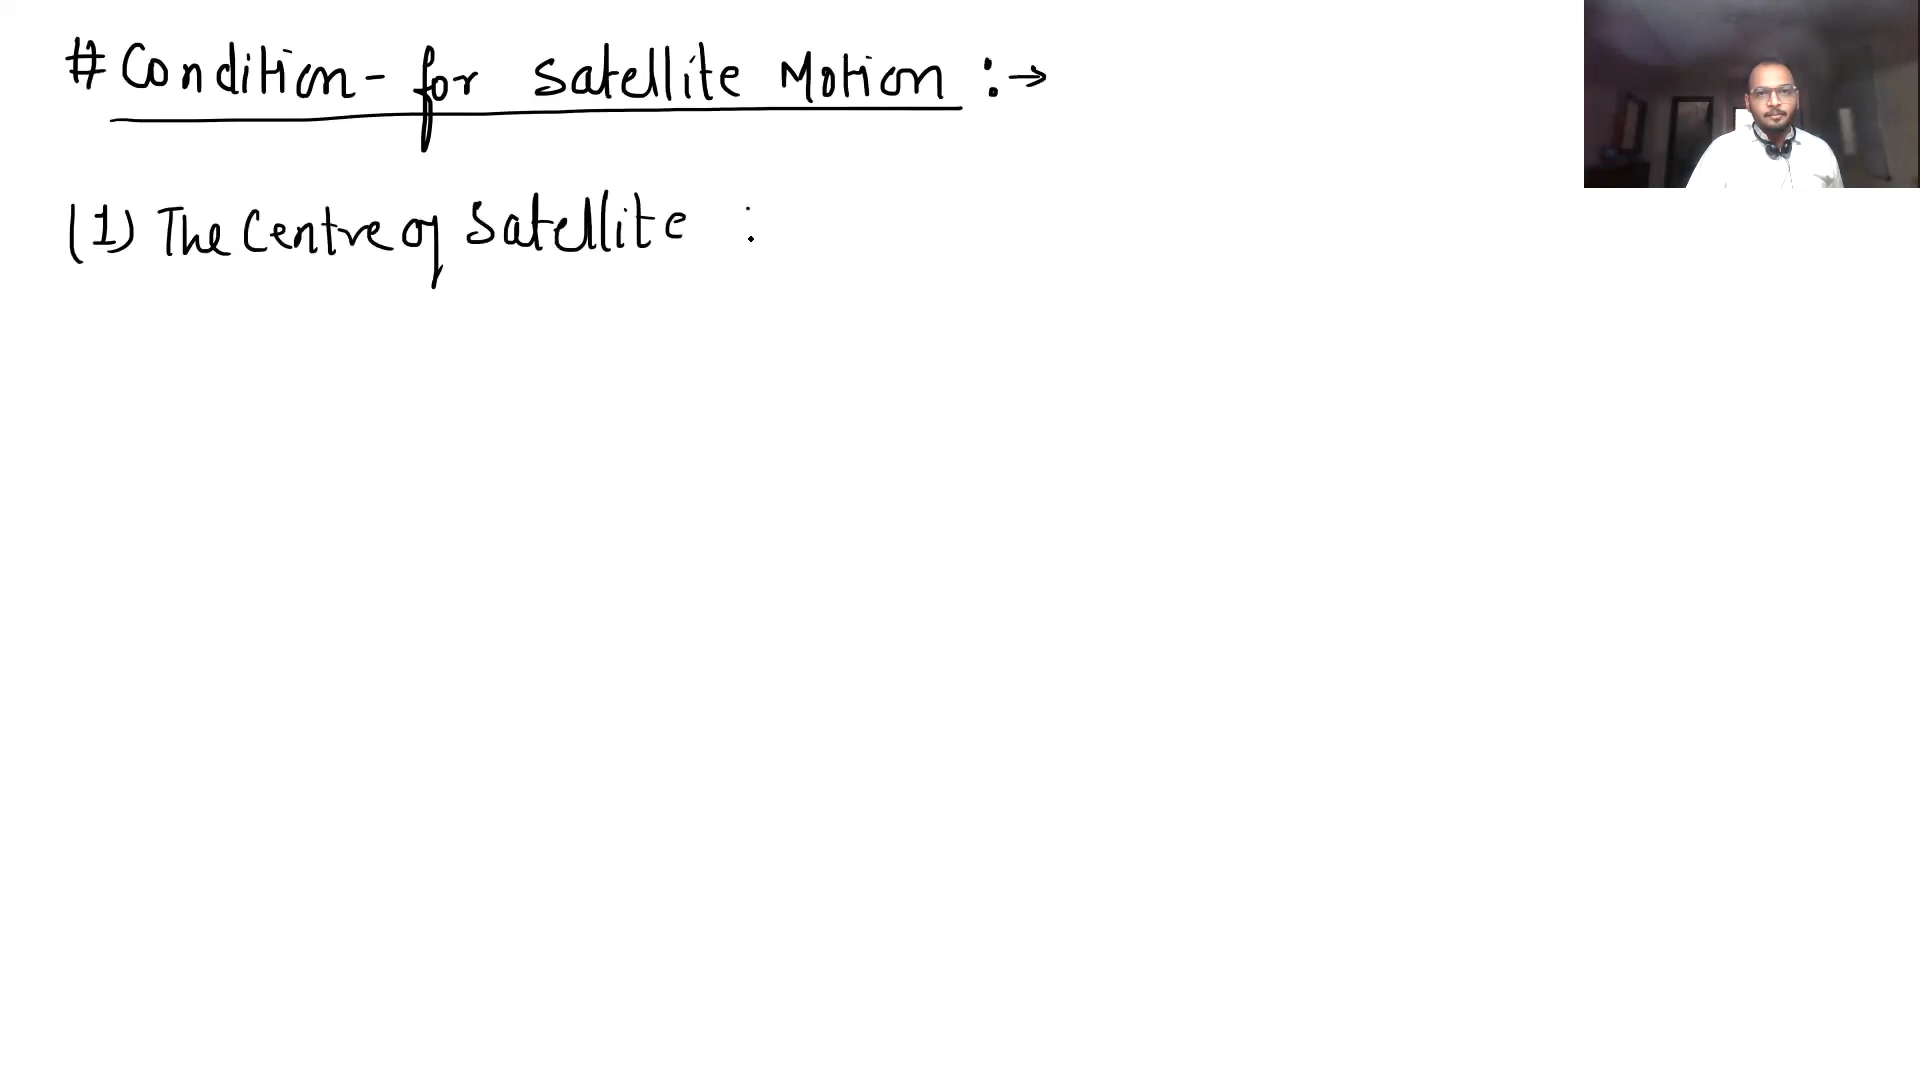 # Condition - for Satellite Motion :→
(1) The Centre of Satellite :